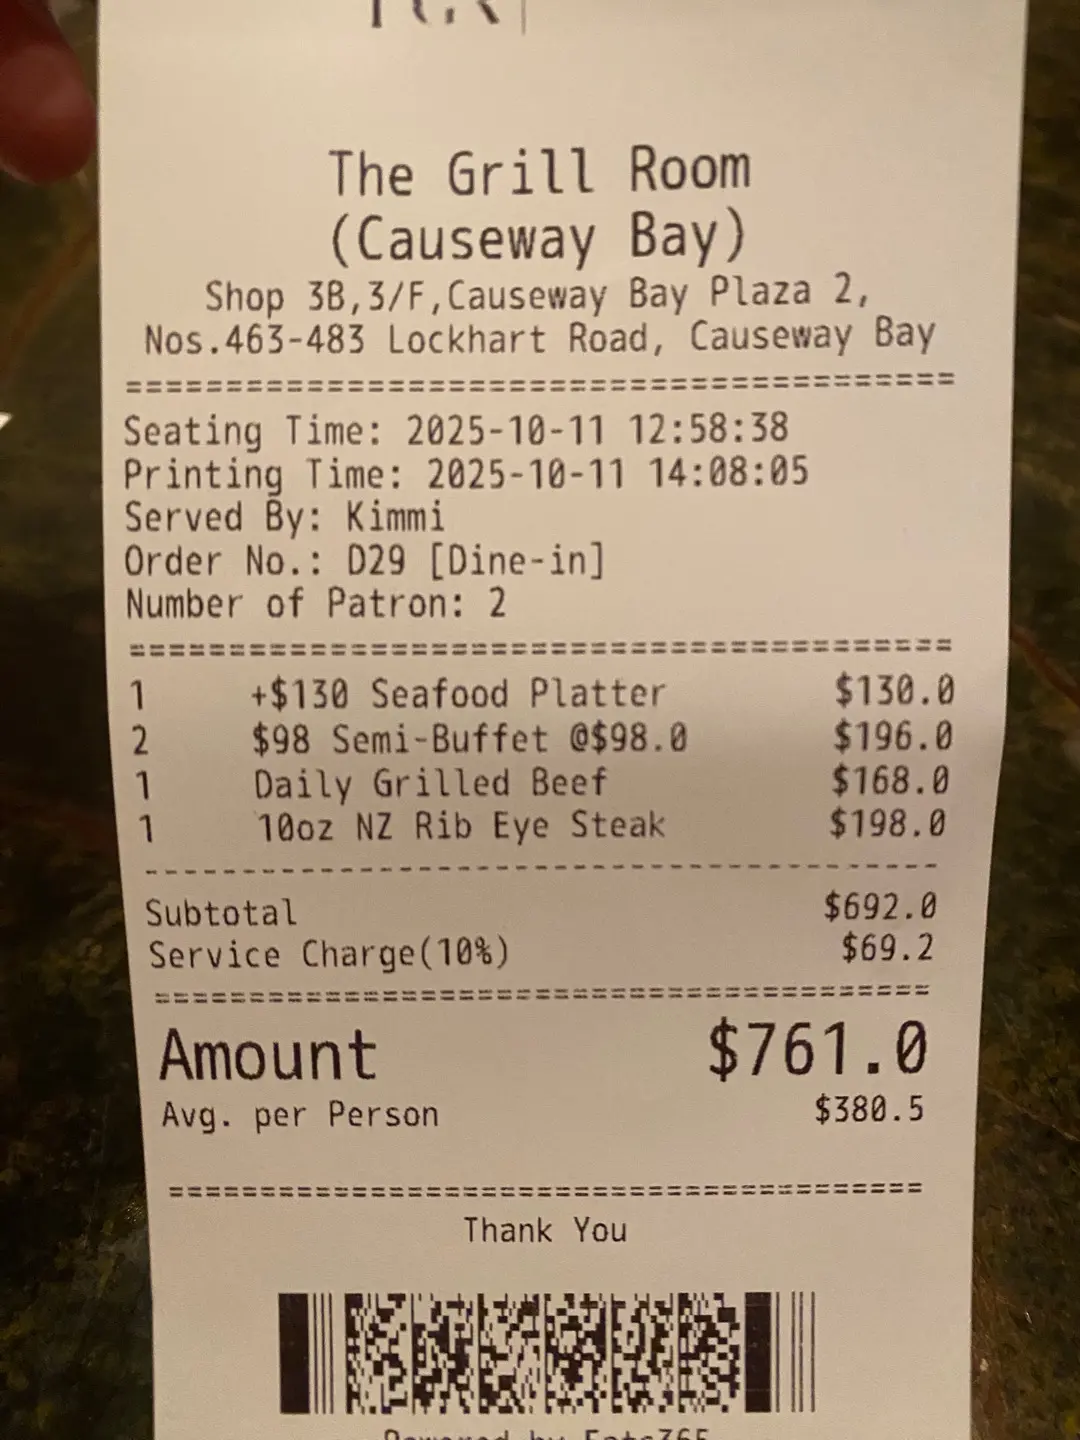 The Grill Room
(Causeway Bay)
Shop 3B,3/F,Causeway Bay Plaza 2,
Nos.463-483 Lockhart Road, Causeway Bay
========================================
Seating Time: 2025-10-11 12:58:38
Printing Time: 2025-10-11 14:08:05
Served By: Kimmi
Order No.: D29 [Dine-in]
Number of Patron: 2
========================================
1 +$130 Seafood Platter $130.0
2 $98 Semi-Buffet @$98.0 $196.0
1 Daily Grilled Beef $168.0
1 10oz NZ Rib Eye Steak $198.0
----------------------------------------
Subtotal $692.0
Service Charge(10%) $69.2
========================================
Amount $761.0
Avg. per Person $380.5
========================================
Thank You
Powered by Eats365